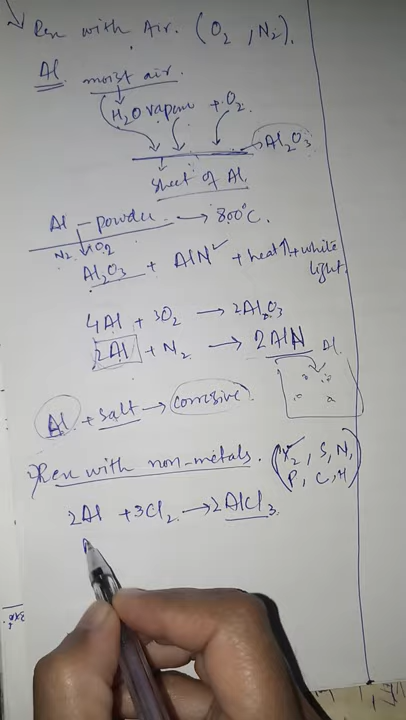 Rxn with Air. (O₂, N₂).
Al moist air.
H₂O vapour + O₂
Al₂O₃
sheet of Al.
Al - powder → 800°C.
N₂ ↓ O₂
Al₂O₃ + AlN + heat↑ + white light
4Al + 3O₂ → 2Al₂O₃
2Al + N₂ → 2AlN Al.
Al + salt → corrosive.
Rxn with non-metals. (X₂, S, N,
P, C, H)
2Al + 3Cl₂ → 2AlCl₃